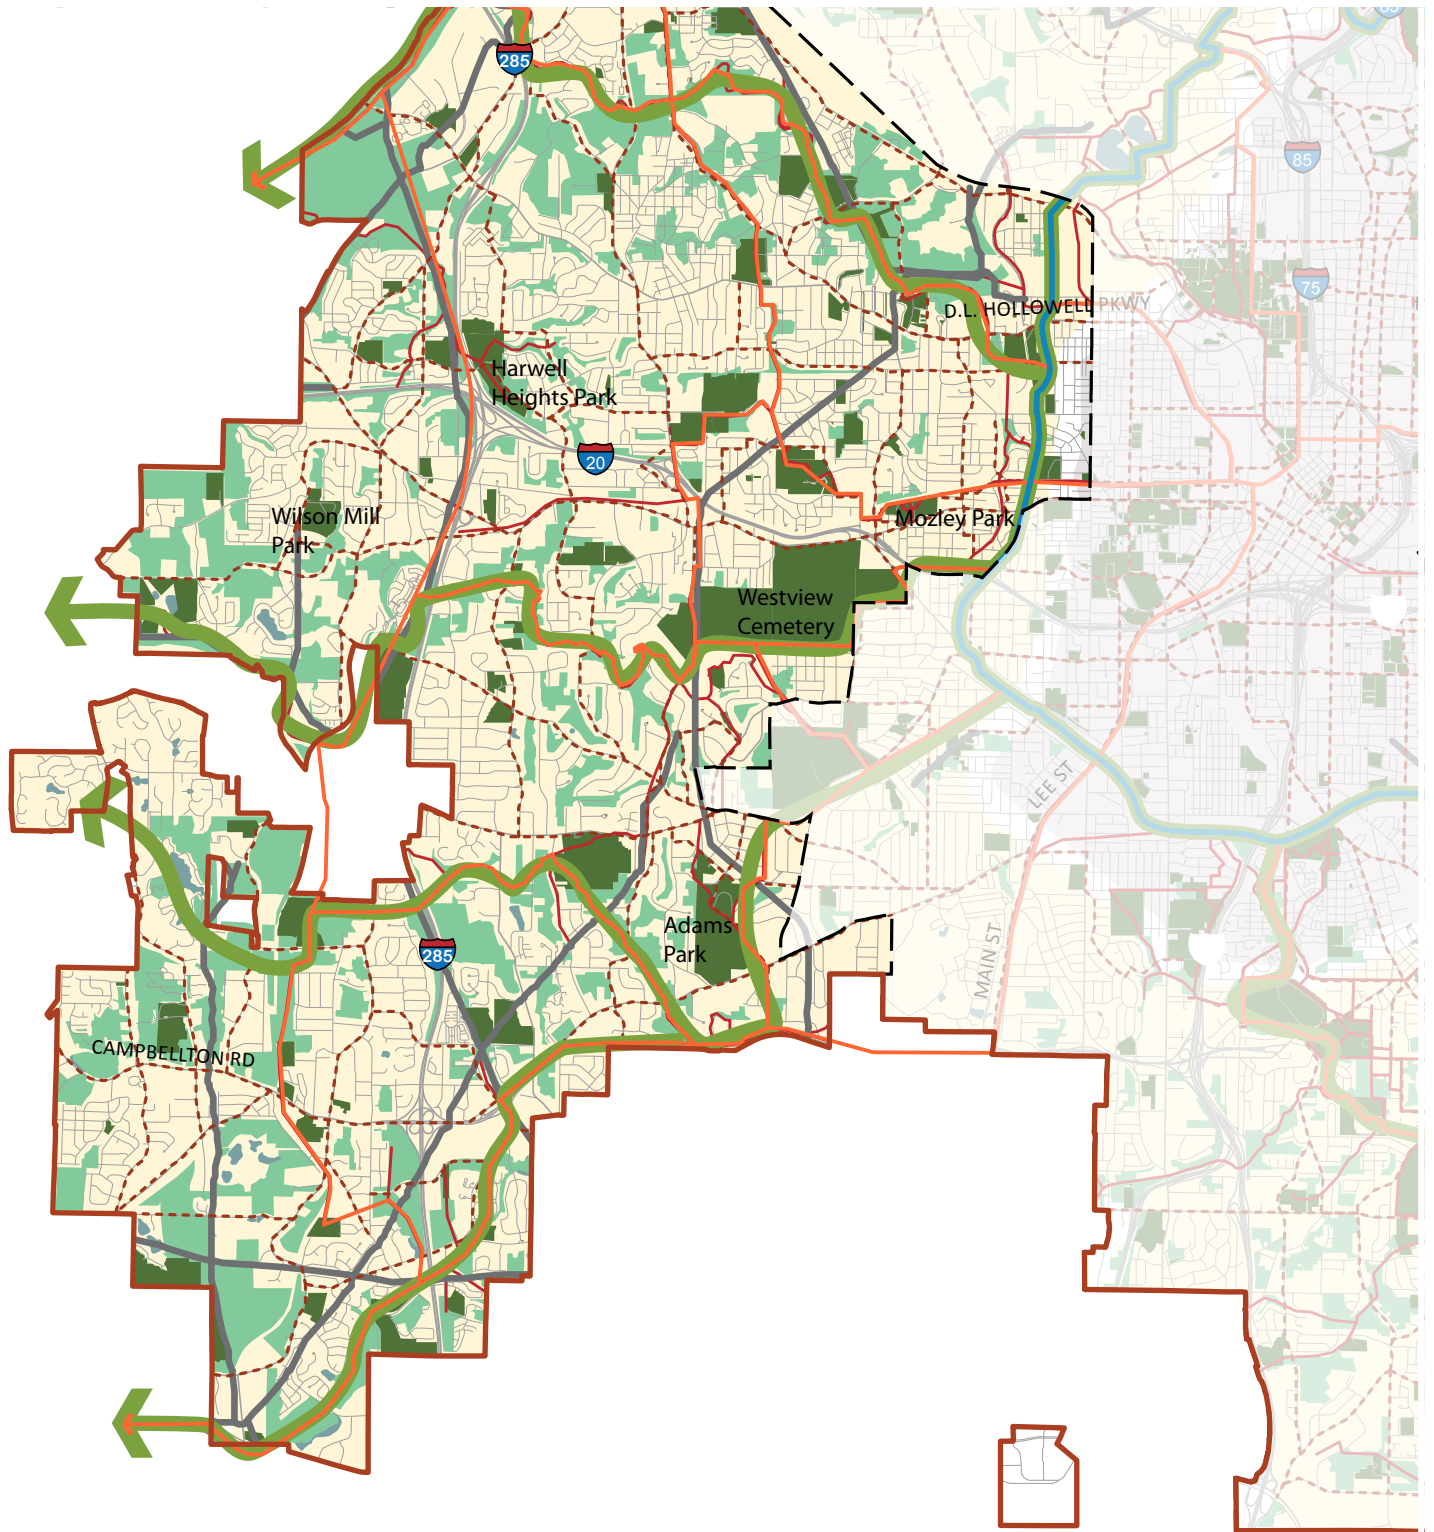 285
85
75
D.L. HOLLOWELL PKWY
Harwell
Heights Park
20
Wilson Mill
Park
Mozley Park
Westview
Cemetery
LEE ST
Adams
Park
285
MAIN ST
CAMPBELLTON RD